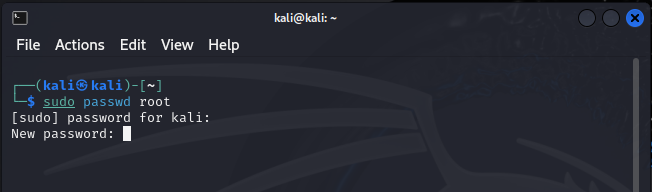 kali@kali: ~
File Actions Edit View Help
┌──(kali㉿kali)-[~]
└─$ sudo passwd root
[sudo] password for kali:
New password: